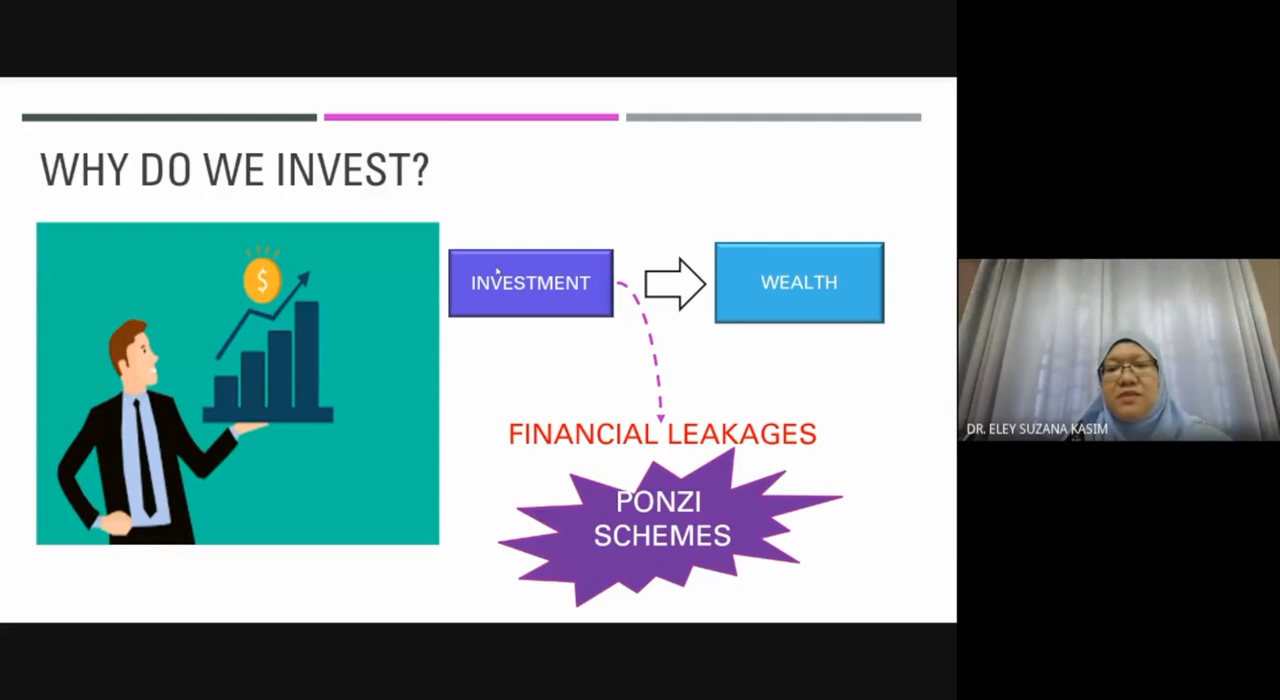 WHY DO WE INVEST?
$
INVESTMENT
WEALTH
FINANCIAL LEAKAGES
PONZI
SCHEMES
DR. ELEY SUZANA KASIM